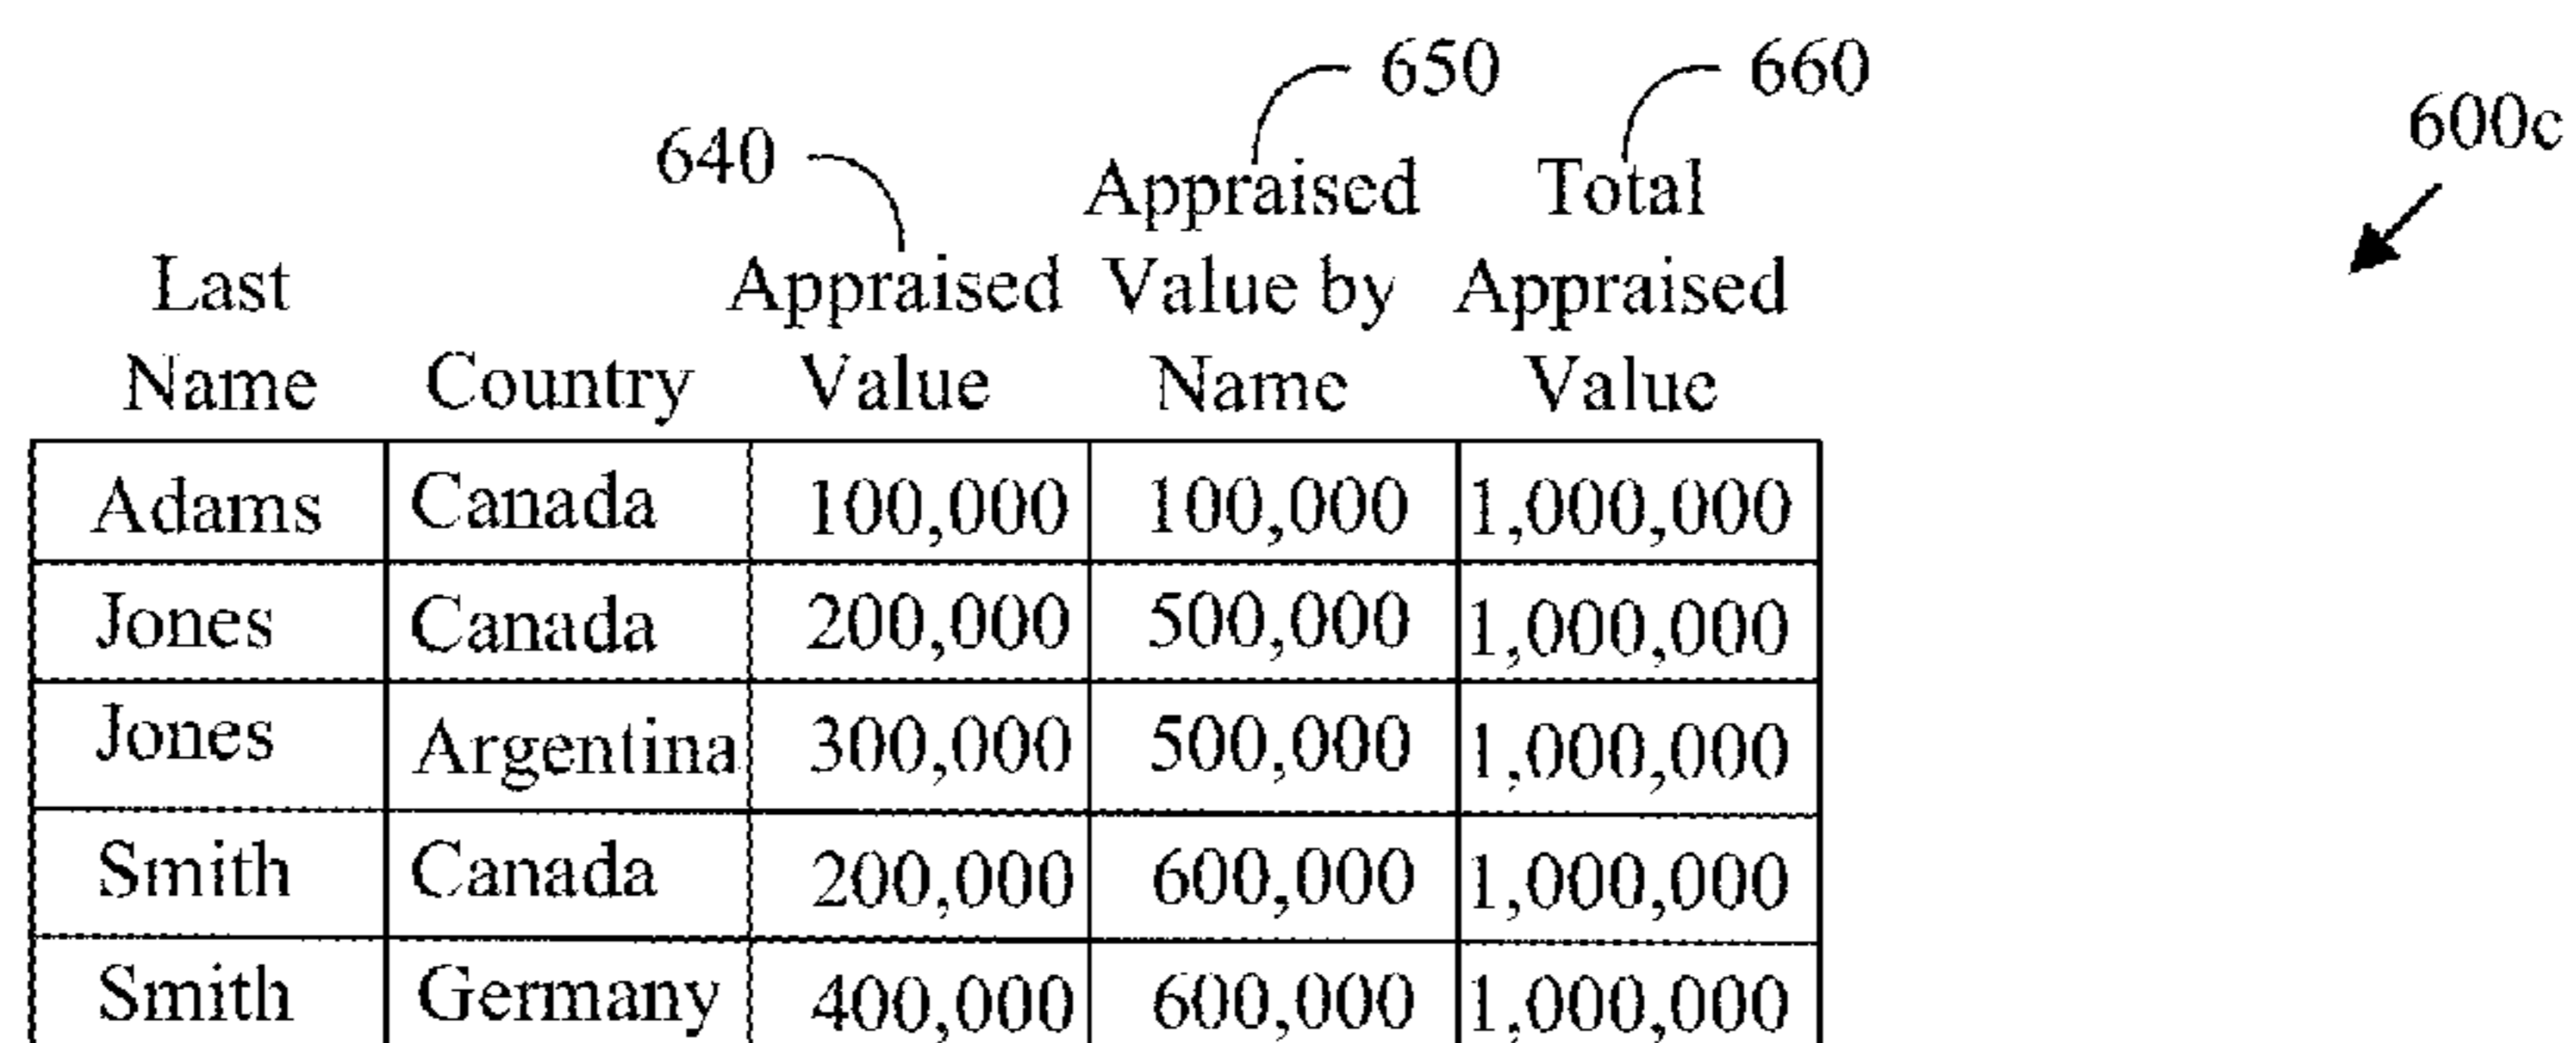 650 660
600c
640
Appraised Total
Last Appraised Value by Appraised
Name Country Value Name Value
Adams Canada 100,000 100,000 1,000,000
Jones Canada 200,000 500,000 1,000,000
Jones Argentina 300,000 500,000 1,000,000
Smith Canada 200,000 600,000 1,000,000
Smith Germany 400,000 600,000 1,000,000